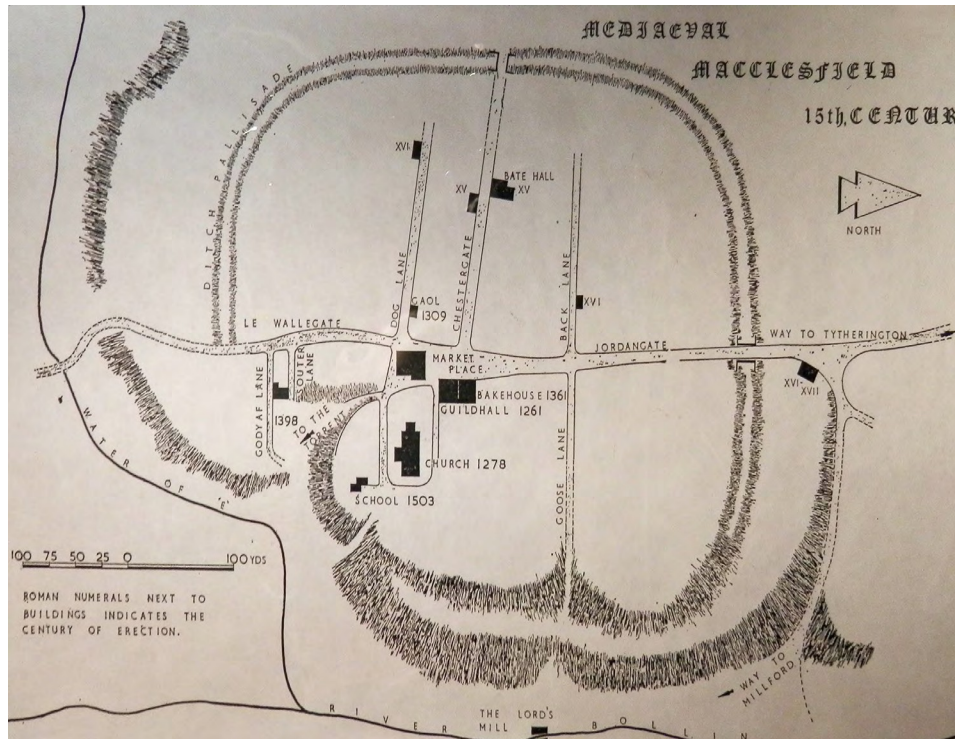 MEDIAEVAL
MACCLESFIELD
15th, CENTUR
DITCH PALLISADE
XVI
BATE HALL
XV
XV
NORTH
DOG LANE
CHESTERGATE
BACK LANE
GAOL
1309
XVI
LE WALLEGATE
JORDANGATE
WAY TO TYTHERINGTON
MARKET
PLACE.
SOUTER
LANE
GODYAF LANE
1398
TO THE
TORRENT
BAKEHOUSE 1361
GUILDHALL 1261
XVI-
XVII
CHURCH 1278
GOOSE LANE
SCHOOL 1503
WATER OF 'E'
100 75 50 25 0 100 YDS
ROMAN NUMERALS NEXT TO
BUILDINGS INDICATES THE
CENTURY OF ERECTION.
WAY TO
MILLFORD
RIVER BOLLIN
THE LORD'S
MILL